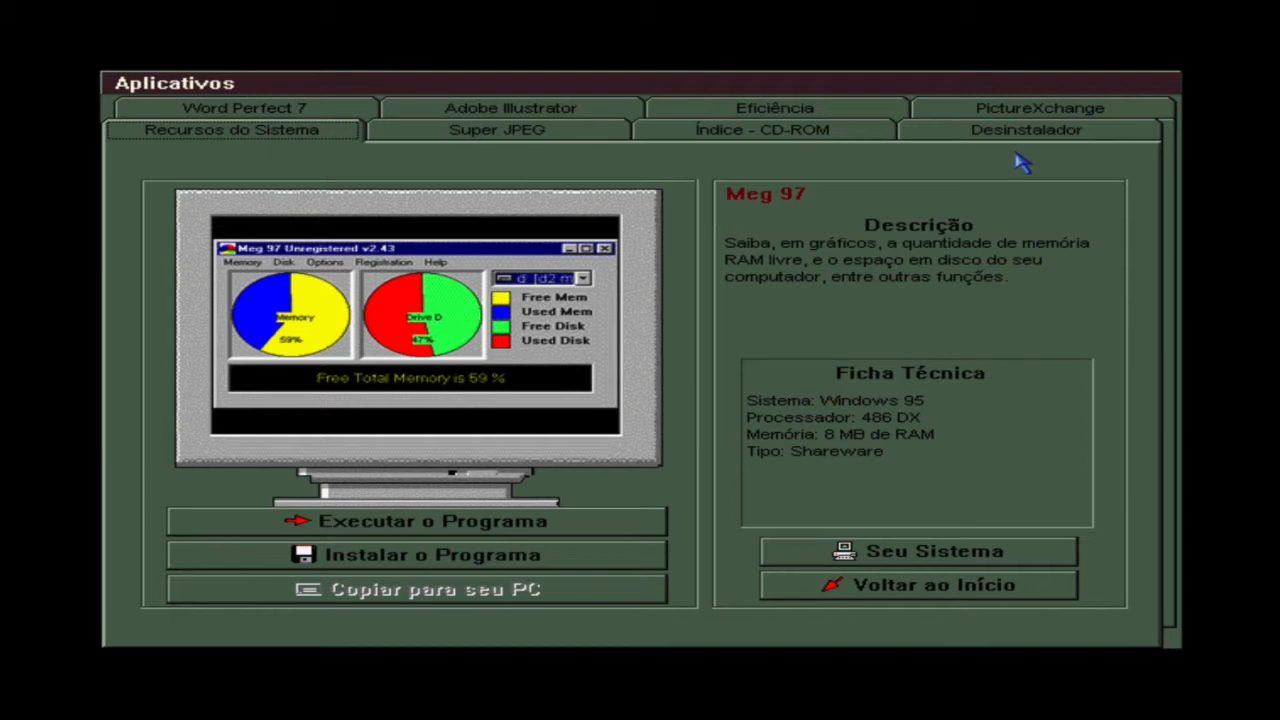 Aplicativos
Word Perfect 7
Adobe Illustrator
Eficiência
PictureXchange
Recursos do Sistema
Super JPEG
Índice - CD-ROM
Desinstalador
Meg 97 Unregistered v2.43
Memory Disk Options Registration Help
d: [d2 m
Memory
59%
Drive D
47%
Free Mem
Used Mem
Free Disk
Used Disk
Free Total Memory is 59 %
Executar o Programa
Instalar o Programa
Copiar para seu PC
Meg 97
Descrição
Saiba, em gráficos, a quantidade de memória
RAM livre, e o espaço em disco do seu
computador, entre outras funções.
Ficha Técnica
Sistema: Windows 95
Processador: 486 DX
Memória: 8 MB de RAM
Tipo: Shareware
Seu Sistema
Voltar ao Início